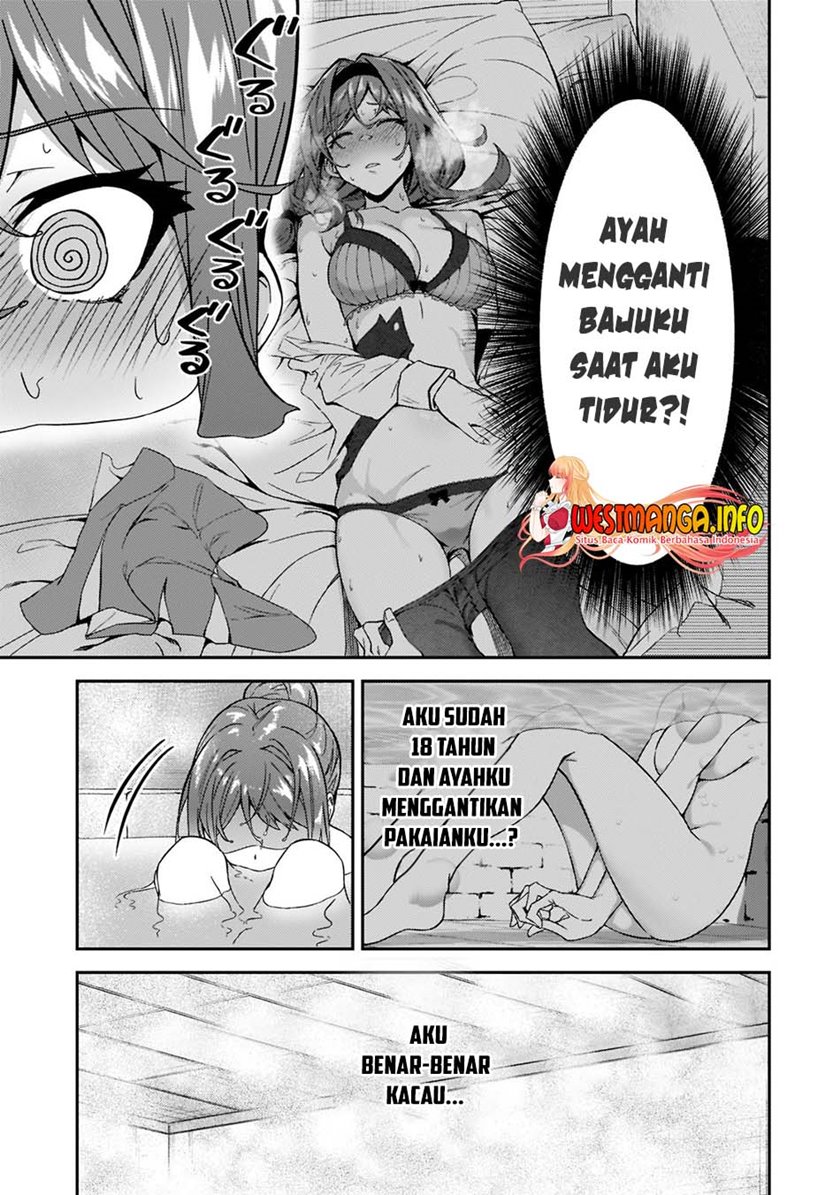 ぐる
ぐる
ぐる
ぐる
AYAH
MENGGANTI
BAJUKU
SAAT AKU
TIDUR?!
WESTMANGA.INFO
Situs Baca Komik Berbahasa Indonesia
AKU SUDAH
18 TAHUN
DAN AYAHKU
MENGGANTIKAN
PAKAIANKU...?
AKU
BENAR-BENAR
KACAU...